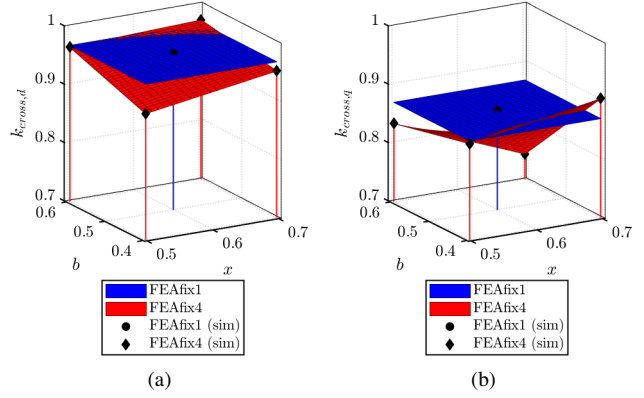 1
0.9
0.8
0.7
k_{cross,d}
0.6
0.5
0.4
b
0.5
0.6
0.7
x
FEAfix1
FEAfix4
FEAfix1 (sim)
FEAfix4 (sim)
(a)
1
0.9
0.8
0.7
k_{cross,q}
0.6
0.5
0.4
b
0.5
0.6
0.7
x
FEAfix1
FEAfix4
FEAfix1 (sim)
FEAfix4 (sim)
(b)